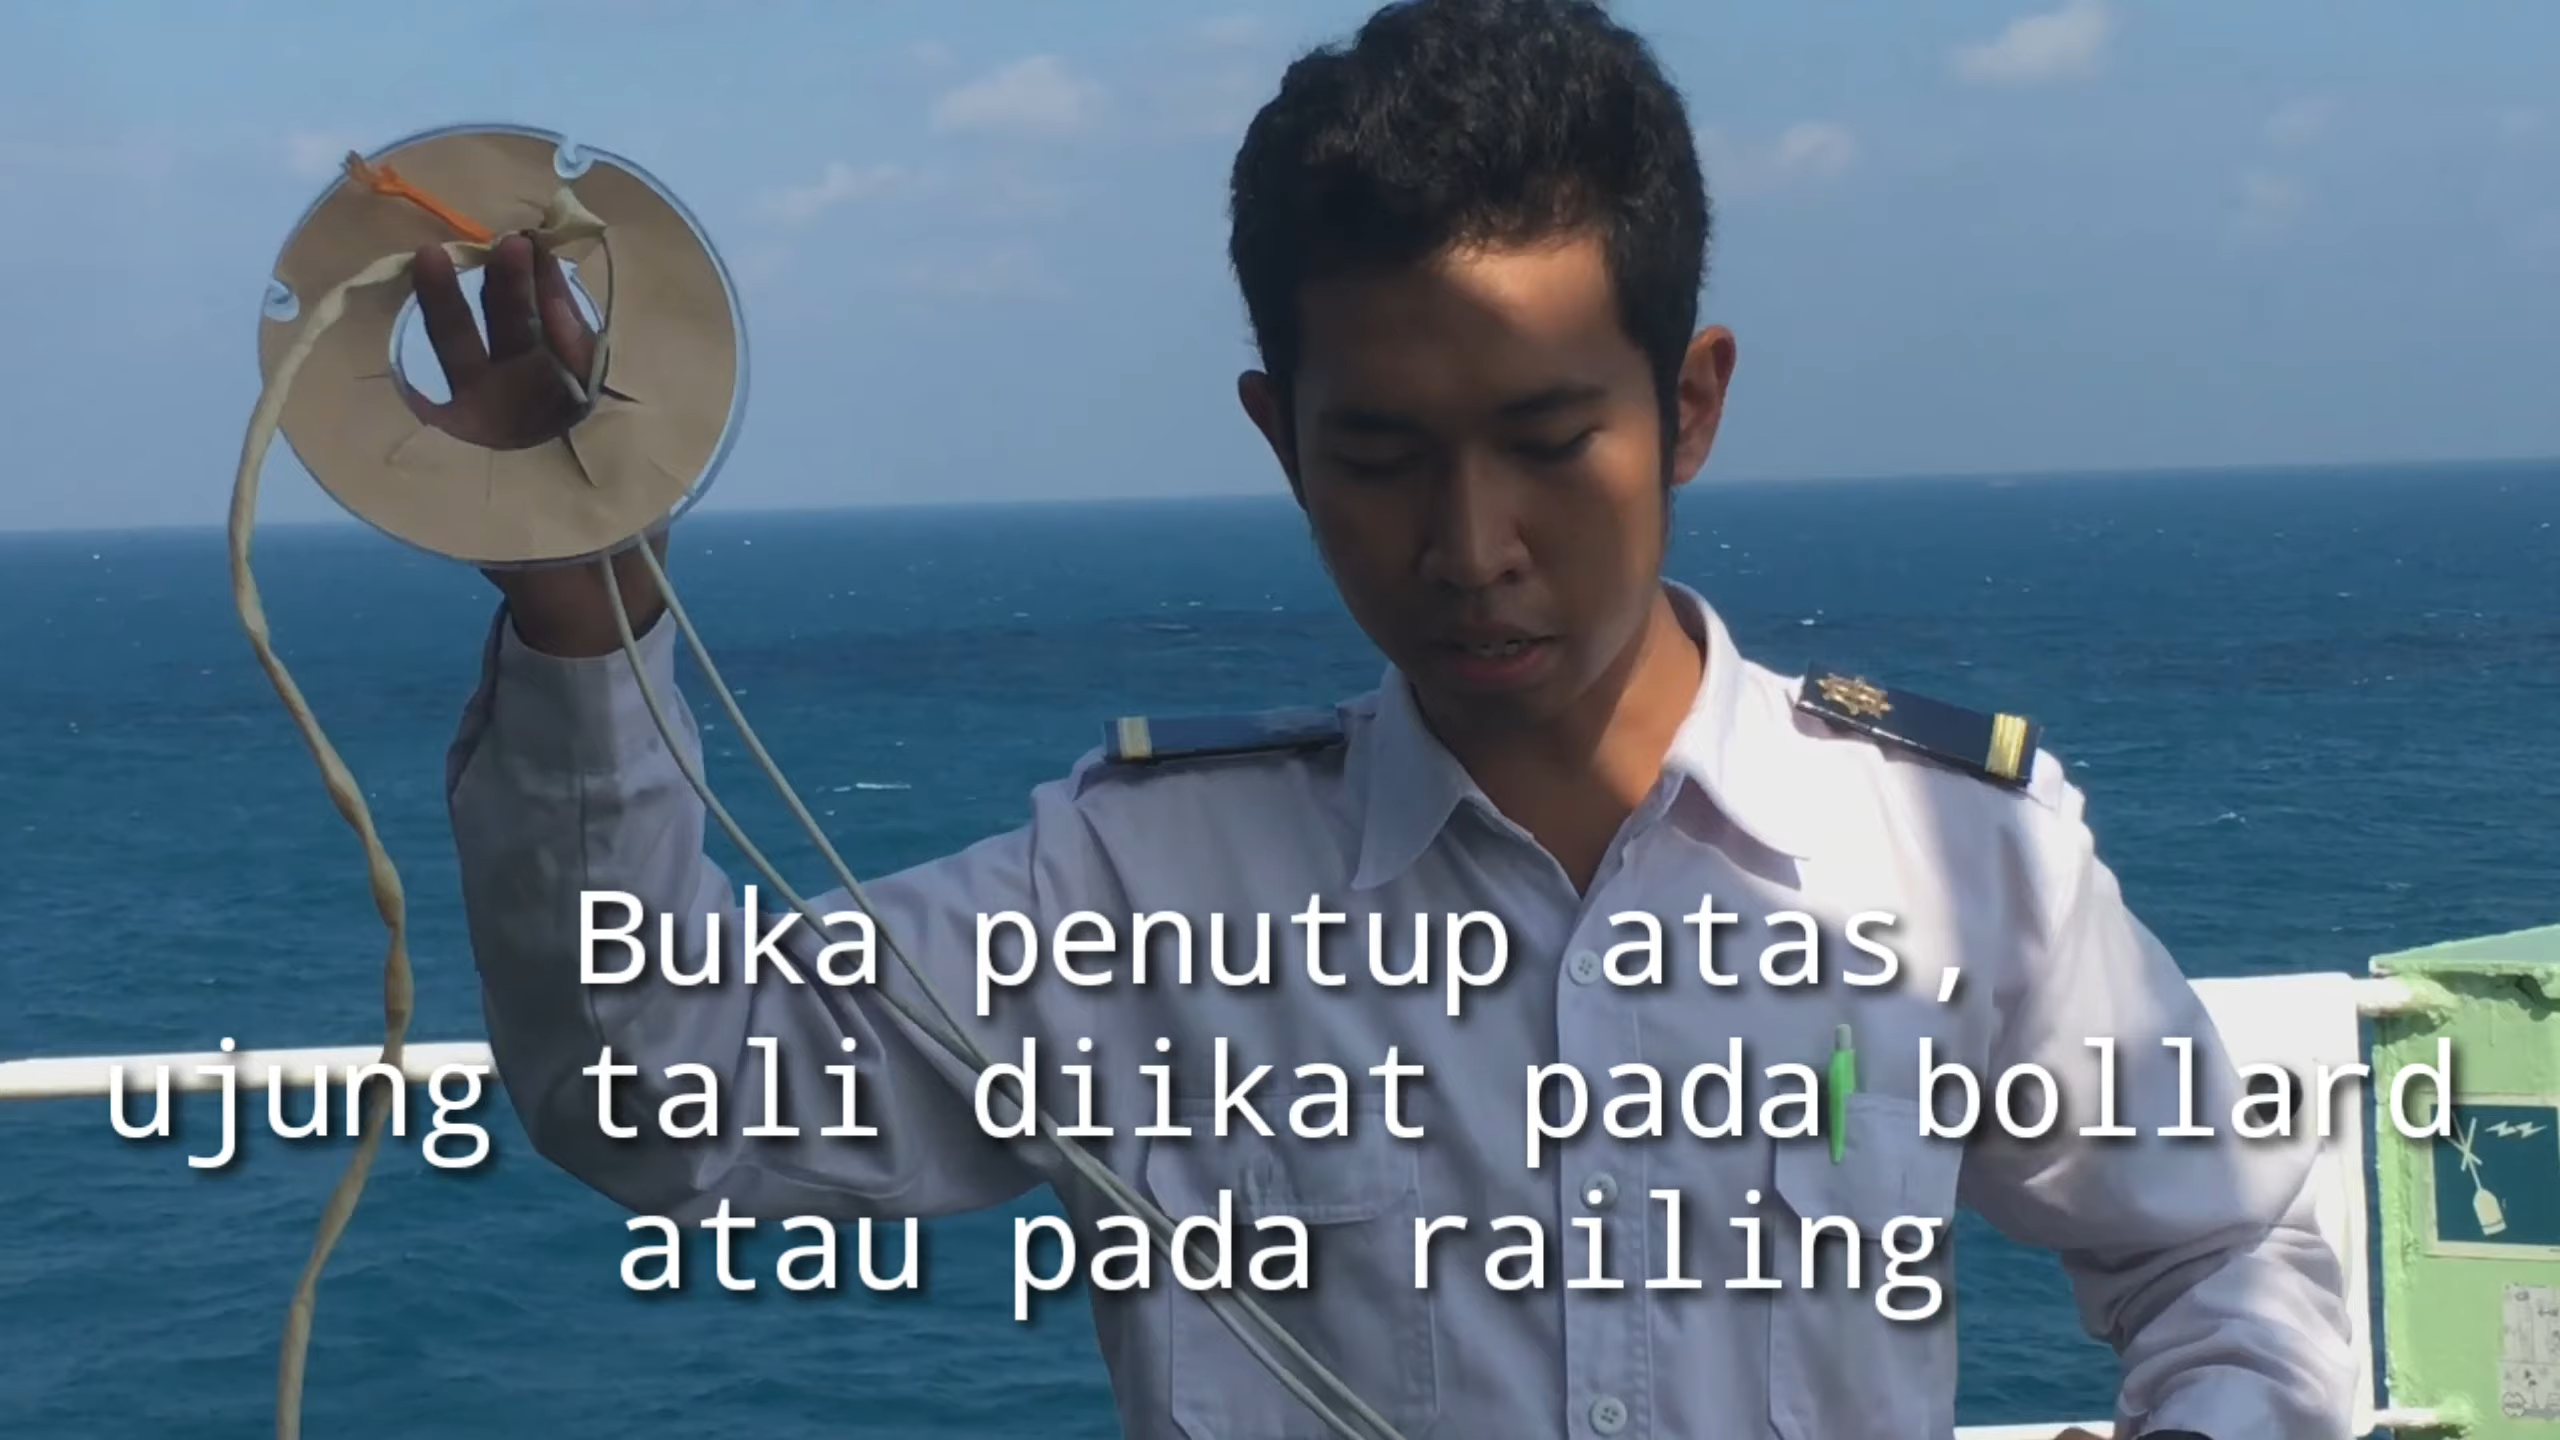 Buka penutup atas,
ujung tali diikat pada bollard
atau pada railing